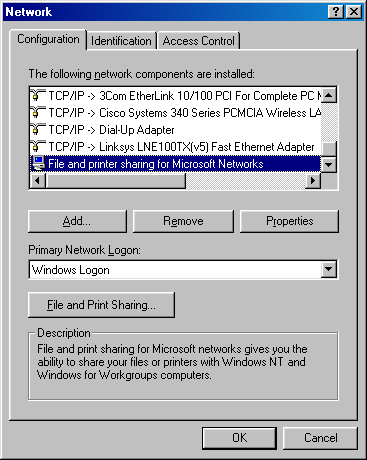 Network
Configuration
Identification
Access Control
The following network components are installed:
TCP/IP -> 3Com EtherLink 10/100 PCI For Complete PC M
TCP/IP -> Cisco Systems 340 Series PCMCIA Wireless LA
TCP/IP -> Dial-Up Adapter
TCP/IP -> Linksys LNE100TX(v5) Fast Ethernet Adapter
File and printer sharing for Microsoft Networks
Add...
Remove
Properties
Primary Network Logon:
Windows Logon
File and Print Sharing...
Description
File and print sharing for Microsoft networks gives you the
ability to share your files or printers with Windows NT and
Windows for Workgroups computers.
OK
Cancel